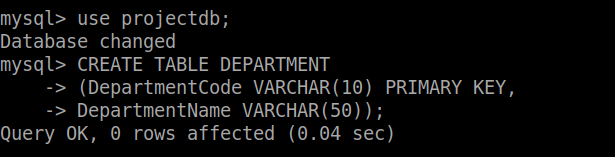 mysql> use projectdb;
Database changed
mysql> CREATE TABLE DEPARTMENT
    -> (DepartmentCode VARCHAR(10) PRIMARY KEY,
    -> DepartmentName VARCHAR(50));
Query OK, 0 rows affected (0.04 sec)